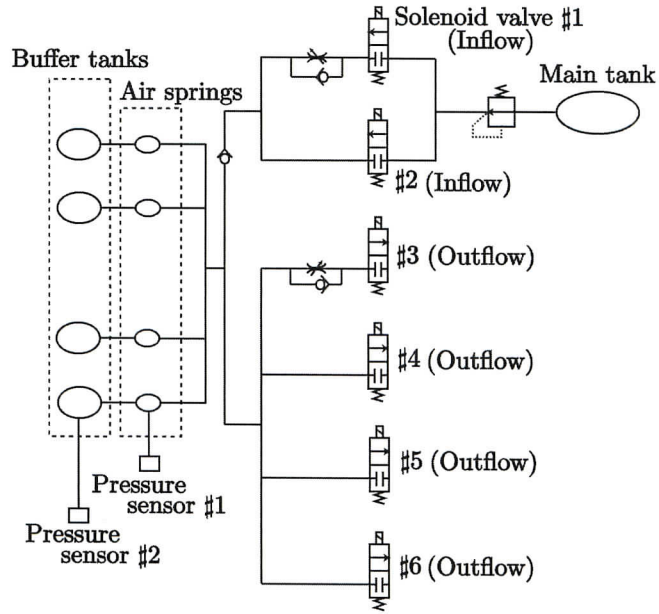 Solenoid valve ♯1
(Inflow)
Buffer tanks
Air springs
Main tank
♯2 (Inflow)
♯3 (Outflow)
♯4 (Outflow)
♯5 (Outflow)
Pressure
sensor ♯1
Pressure
sensor ♯2
♯6 (Outflow)